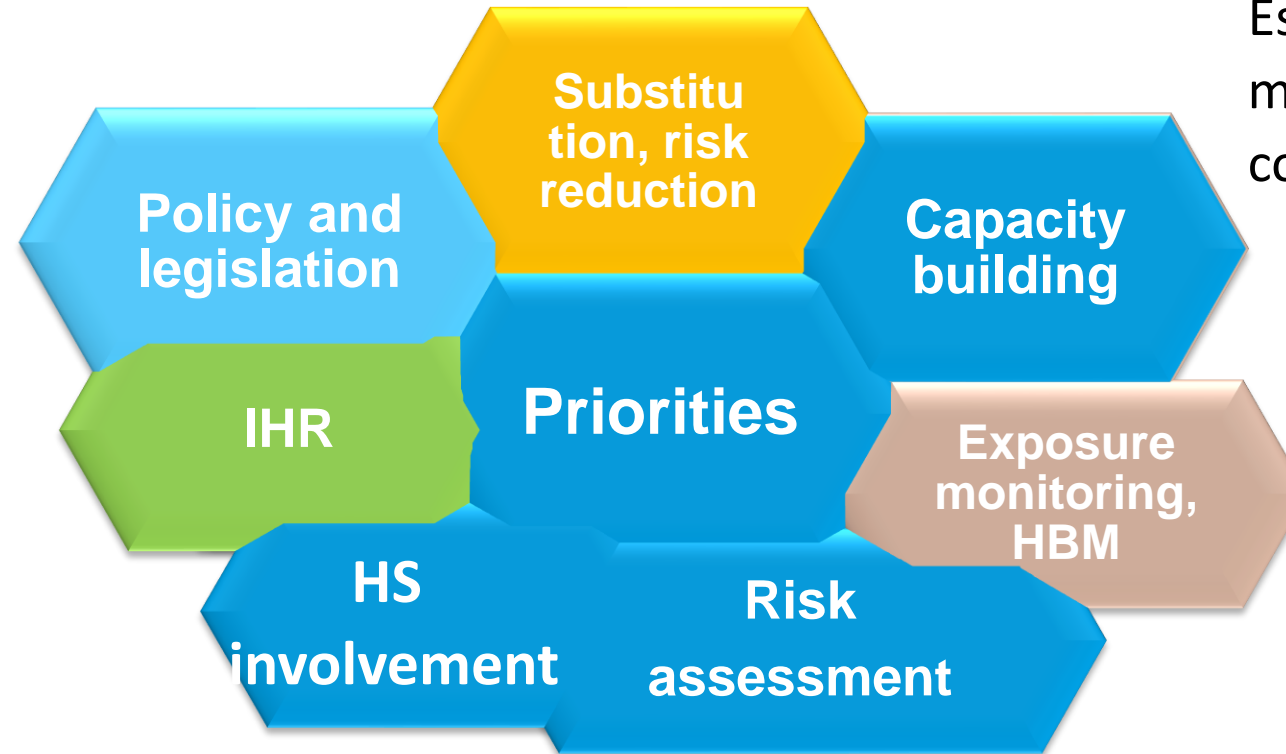 Substitu
tion, risk
reduction
Policy and
legislation
Capacity
building
IHR
Priorities
Exposure
monitoring,
HBM
HS
involvement
Risk
assessment